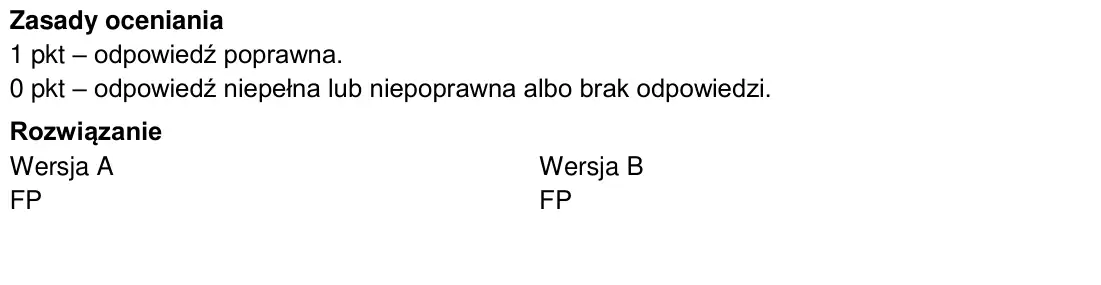 Zasady oceniania
1 pkt – odpowiedź poprawna.
0 pkt – odpowiedź niepełna lub niepoprawna albo brak odpowiedzi.
Rozwiązanie
Wersja A Wersja B
FP FP